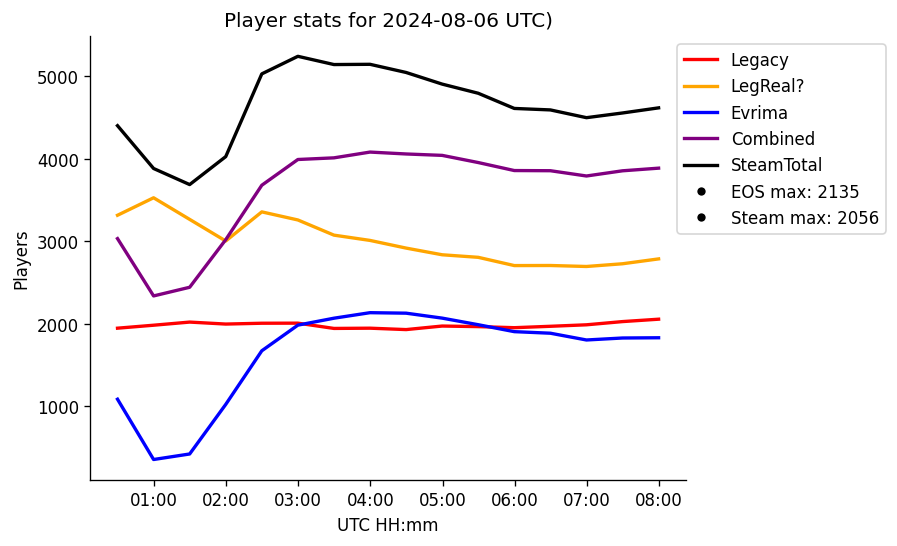 Player stats for 2024-08-06 UTC)
Legacy
LegReal?
Evrima
Combined
SteamTotal
EOS max: 2135
Steam max: 2056
5000
4000
3000
2000
1000
Players
01:00 02:00 03:00 04:00 05:00 06:00 07:00 08:00
UTC HH:mm